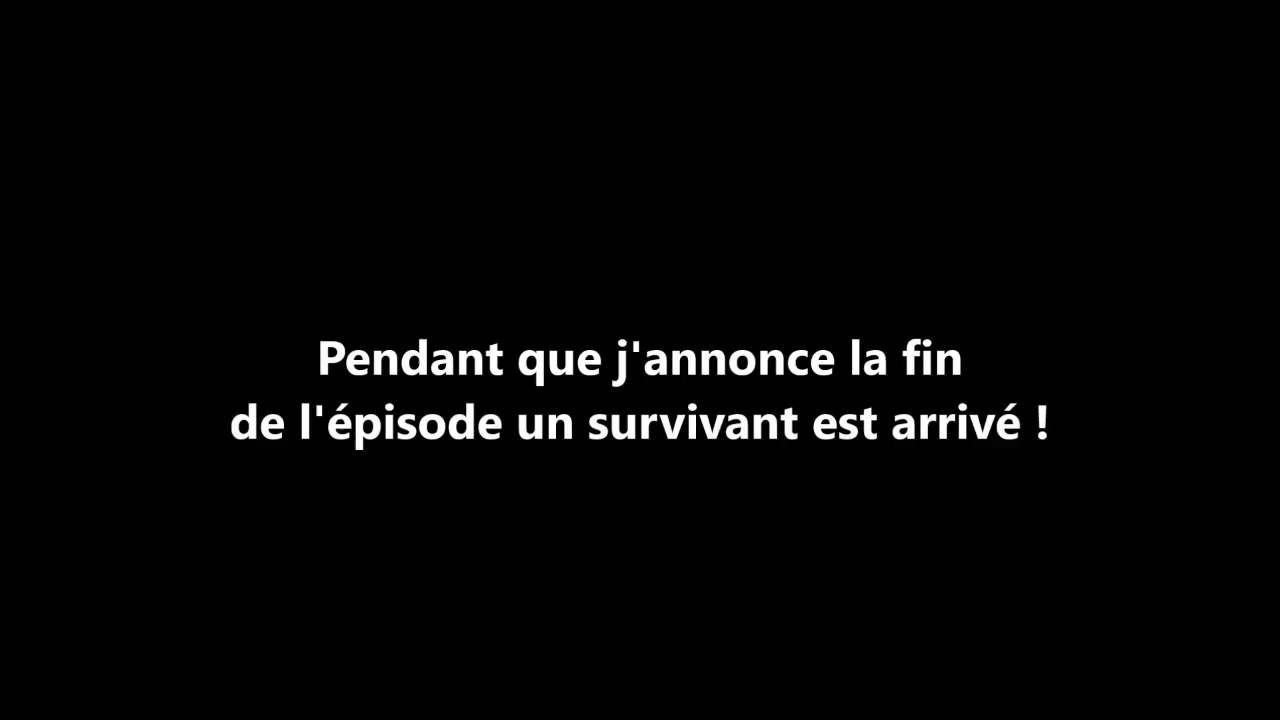 Pendant que j'annonce la fin
de l'épisode un survivant est arrivé !